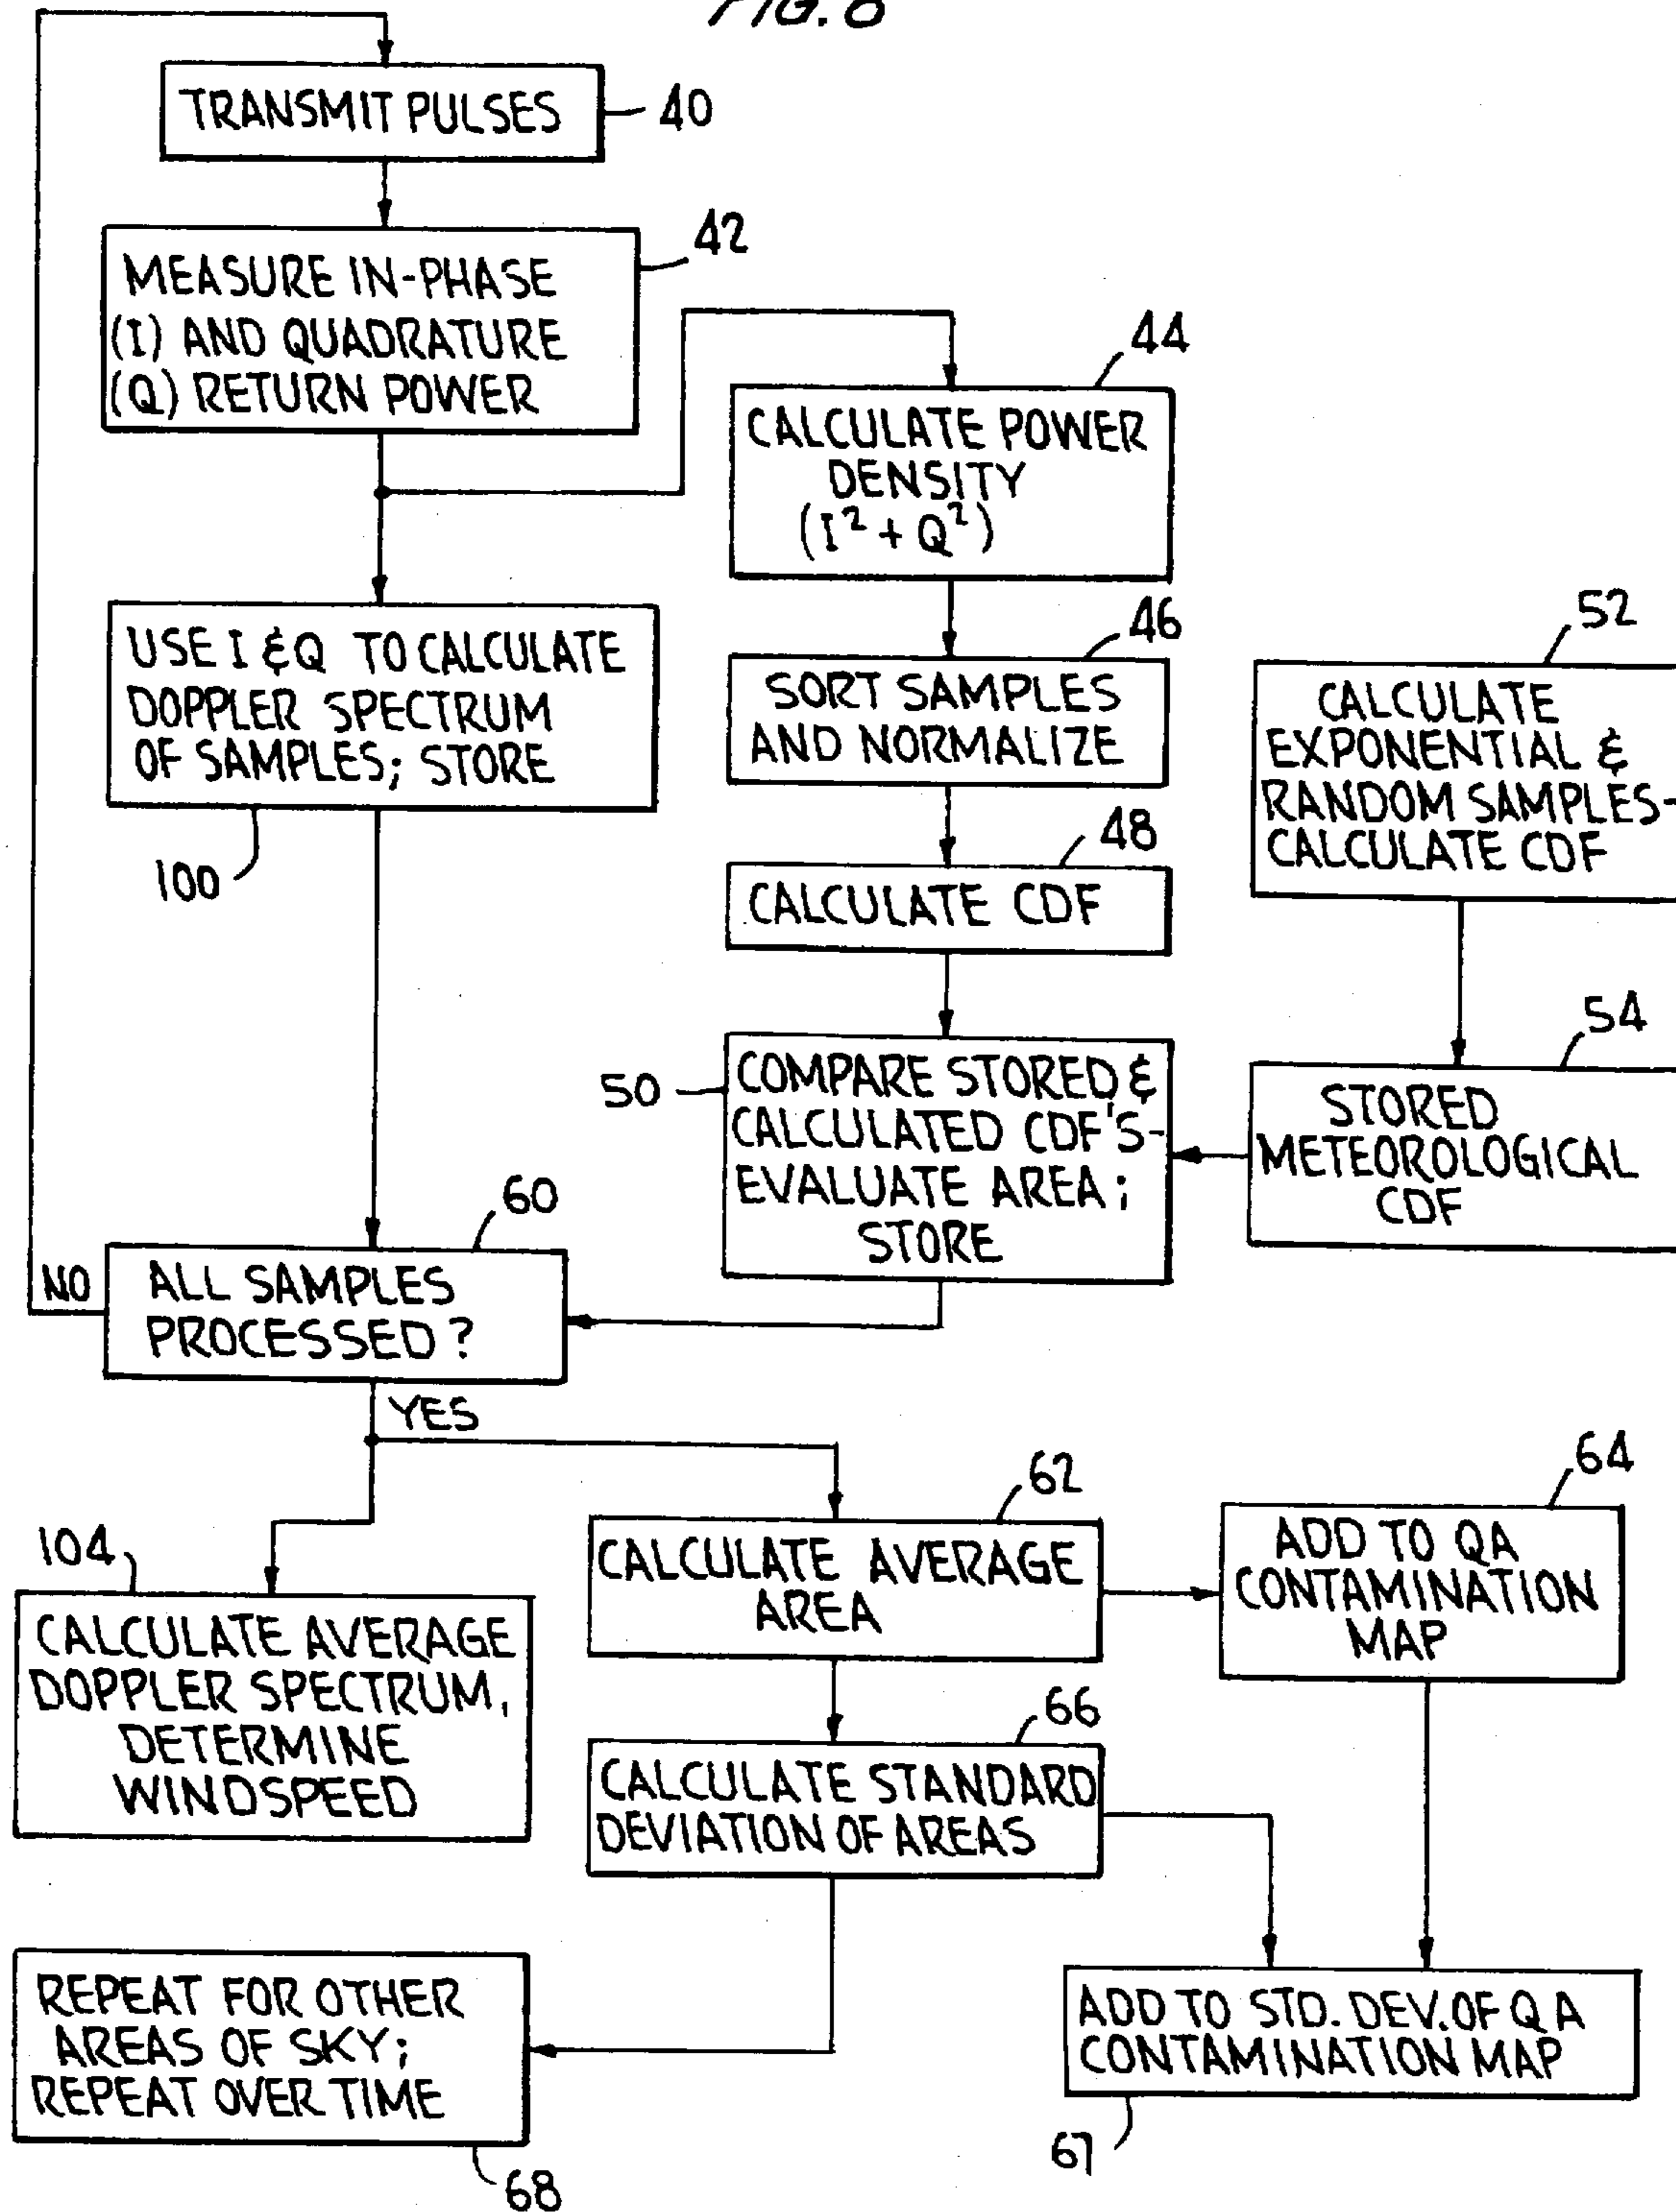 FIG. 8
TRANSMIT PULSES
40
MEASURE IN-PHASE
(I) AND QUADRATURE
(Q) RETURN POWER
42
CALCULATE POWER
DENSITY
(I² + Q²)
44
USE I & Q TO CALCULATE
DOPPLER SPECTRUM
OF SAMPLES; STORE
100
SORT SAMPLES
AND NORMALIZE
46
CALCULATE
EXPONENTIAL &
RANDOM SAMPLES-
CALCULATE CDF
52
CALCULATE CDF
48
COMPARE STORED &
CALCULATED CDF'S-
EVALUATE AREA;
STORE
50
STORED
METEOROLOGICAL
CDF
54
ALL SAMPLES
PROCESSED?
60
NO
YES
CALCULATE AVERAGE
DOPPLER SPECTRUM,
DETERMINE
WINDSPEED
104
CALCULATE AVERAGE
AREA
62
ADD TO QA
CONTAMINATION
MAP
64
CALCULATE STANDARD
DEVIATION OF AREAS
66
REPEAT FOR OTHER
AREAS OF SKY;
REPEAT OVER TIME
68
ADD TO STD. DEV. OF QA
CONTAMINATION MAP
67